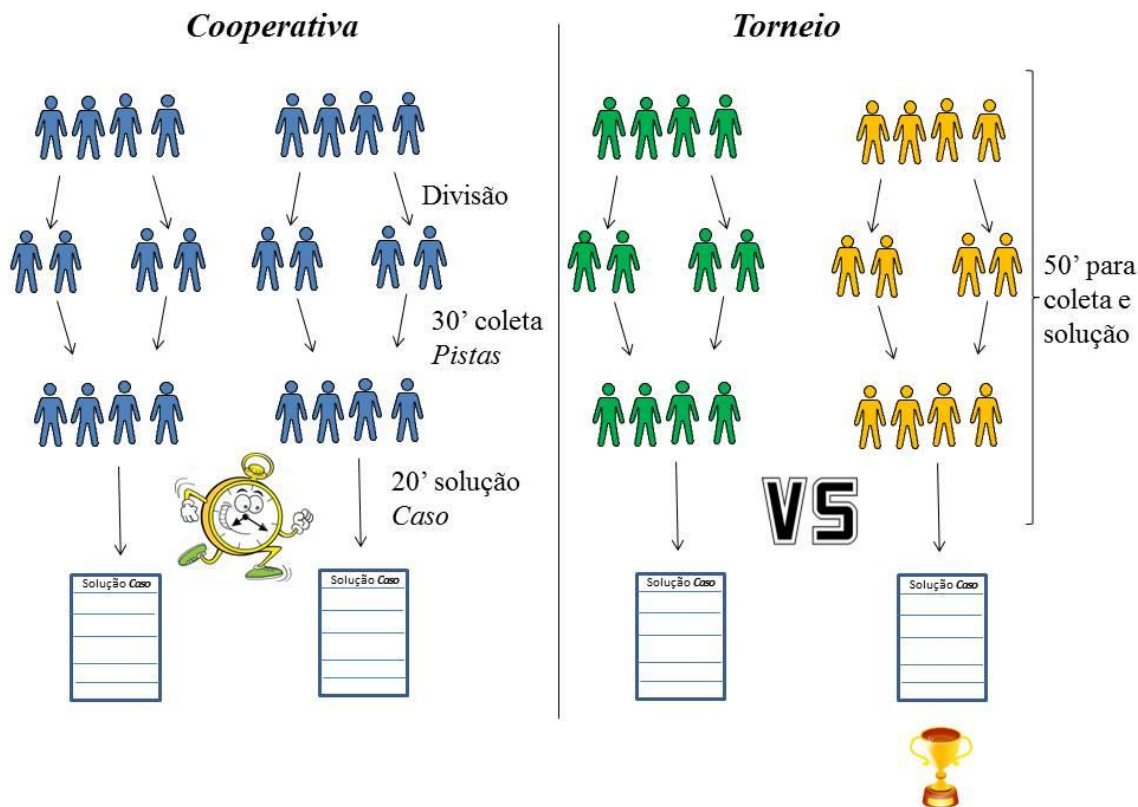 Cooperativa
Torneio
Divisão
30’ coleta
Pistas
50’ para
coleta e
solução
20’ solução
Caso
VS
Solução Caso
Solução Caso
Solução Caso
Solução Caso